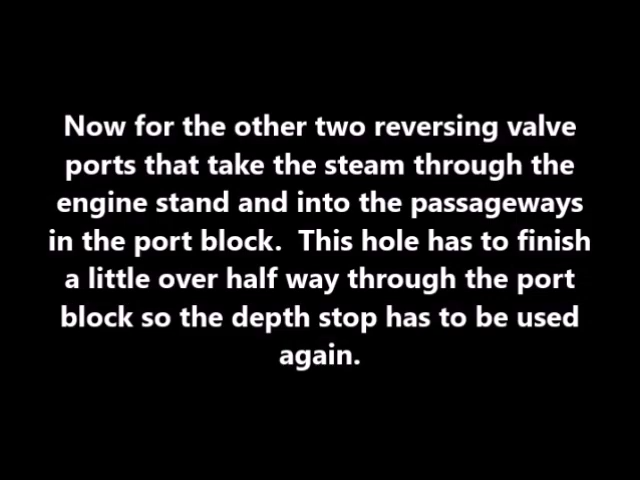 Now for the other two reversing valve
ports that take the steam through the
engine stand and into the passageways
in the port block.  This hole has to finish
a little over half way through the port
block so the depth stop has to be used
again.